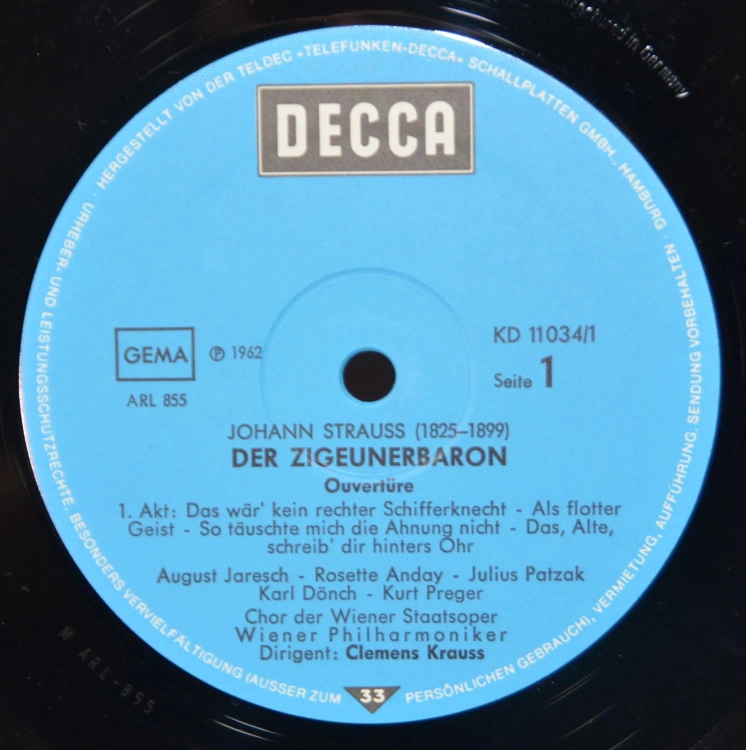 DECCA
GEMA
℗ 1962
ARL 855
KD 11034/1
Seite 1
JOHANN STRAUSS (1825–1899)
DER ZIGEUNERBARON
Ouvertüre
1. Akt: Das wär' kein rechter Schifferknecht - Als flotter
Geist - So täuschte mich die Ahnung nicht - Das, Alte,
schreib' dir hinters Ohr
August Jaresch - Rosette Anday - Julius Patzak
Karl Dönch - Kurt Preger
Chor der Wiener Staatsoper
Wiener Philharmoniker
Dirigent: Clemens Krauss
33
HERGESTELLT VON DER TELDEC »TELEFUNKEN-DECCA« SCHALLPLATTEN GMBH., HAMBURG · URHEBER- UND LEISTUNGSSCHUTZRECHTE, BESONDERS VERVIELFÄLTIGUNG (AUSSER ZUM PERSÖNLICHEN GEBRAUCH), VERMIETUNG, AUFFÜHRUNG, SENDUNG VORBEHALTEN ·
M ARL-855
in Germany